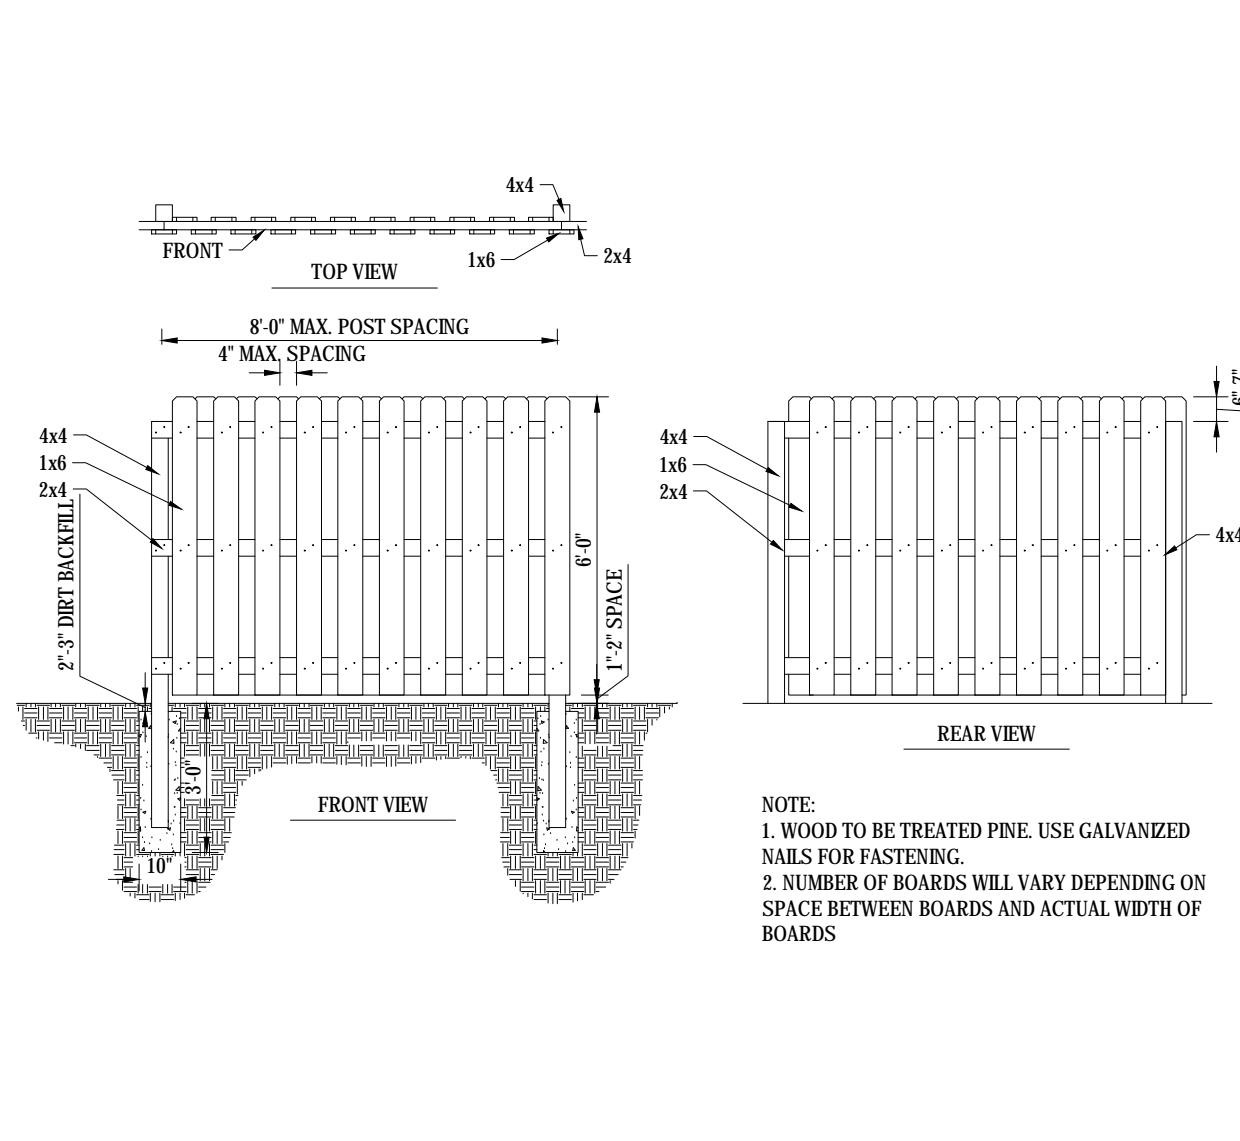 4x4
FRONT
1x6
2x4
TOP VIEW
8'-0" MAX. POST SPACING
4" MAX. SPACING
4x4
1x6
2x4
2"-3" DIRT BACKFILL
6'-0"
1"-2" SPACE
3'-0"
10"
FRONT VIEW
6"-7"
4x4
1x6
2x4
4x4
REAR VIEW
NOTE:
1. WOOD TO BE TREATED PINE. USE GALVANIZED
NAILS FOR FASTENING.
2. NUMBER OF BOARDS WILL VARY DEPENDING ON
SPACE BETWEEN BOARDS AND ACTUAL WIDTH OF
BOARDS